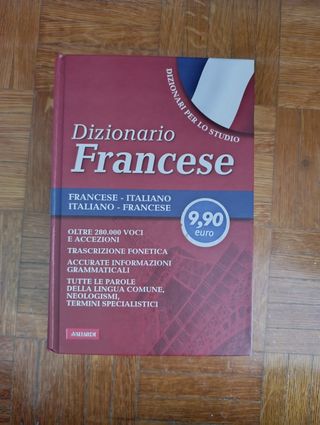 DIZIONARI PER LO STUDIO
Dizionario
Francese
FRANCESE - ITALIANO
ITALIANO - FRANCESE
9,90
euro
OLTRE 280.000 VOCI
E ACCEZIONI
TRASCRIZIONE FONETICA
ACCURATE INFORMAZIONI
GRAMMATICALI
TUTTE LE PAROLE
DELLA LINGUA COMUNE,
NEOLOGISMI,
TERMINI SPECIALISTICI
A.VALLARDI